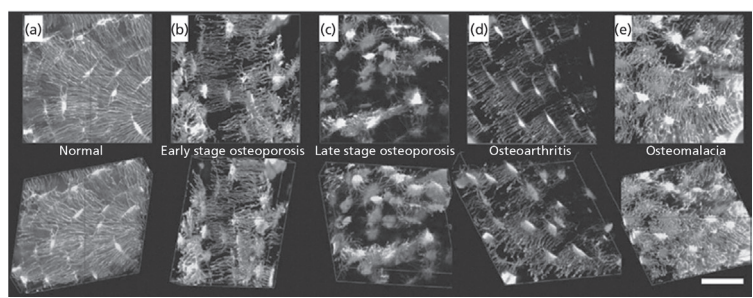 (a)
(b)
(c)
(d)
(e)
Normal
Early stage osteoporosis
Late stage osteoporosis
Osteoarthritis
Osteomalacia